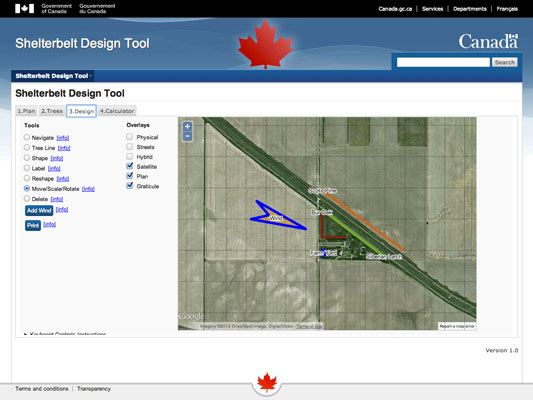 Government of Canada
Gouvernement du Canada
Canada.gc.ca | Services | Departments | Français
Shelterbelt Design Tool
Canada
Search
Shelterbelt Design Tool
Shelterbelt Design Tool
1.Plan 2.Trees 3.Design 4.Calculator
Tools
Navigate [info]
Tree Line [info]
Shape [info]
Label [info]
Reshape [info]
Move/Scale/Rotate [info]
Delete [info]
Add Wind [info]
Print [info]
Overlays
Physical
Streets
Hybrid
Satellite
Plan
Graticule
+
−
Scots Pine
Bur Oak
Wind
Farm Yard
Siberian Larch
Google
Imagery ©2013 DigitalGlobe - Terms of Use
Report a map error
Keyboard Controls Instructions
Version 1.0
Terms and conditions | Transparency